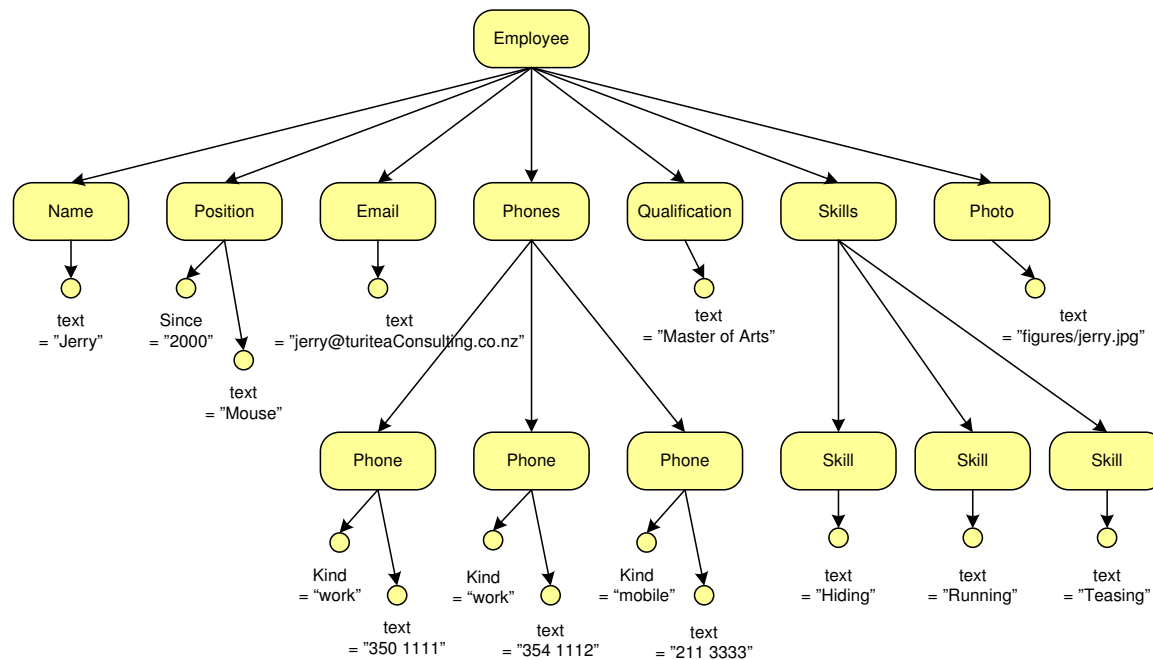 Employee
Name
Position
Email
Phones
Qualification
Skills
Photo
text
= ”Jerry”
Since
= ”2000”
text
= ”Mouse”
text
= ”jerry@turiteaConsulting.co.nz”
text
= ”Master of Arts”
text
= ”figures/jerry.jpg”
Phone
Phone
Phone
Skill
Skill
Skill
Kind
= “work”
text
= ”350 1111”
Kind
= “work”
text
= ”354 1112”
Kind
= “mobile”
text
= ”211 3333”
text
= ”Hiding”
text
= ”Running”
text
= ”Teasing”